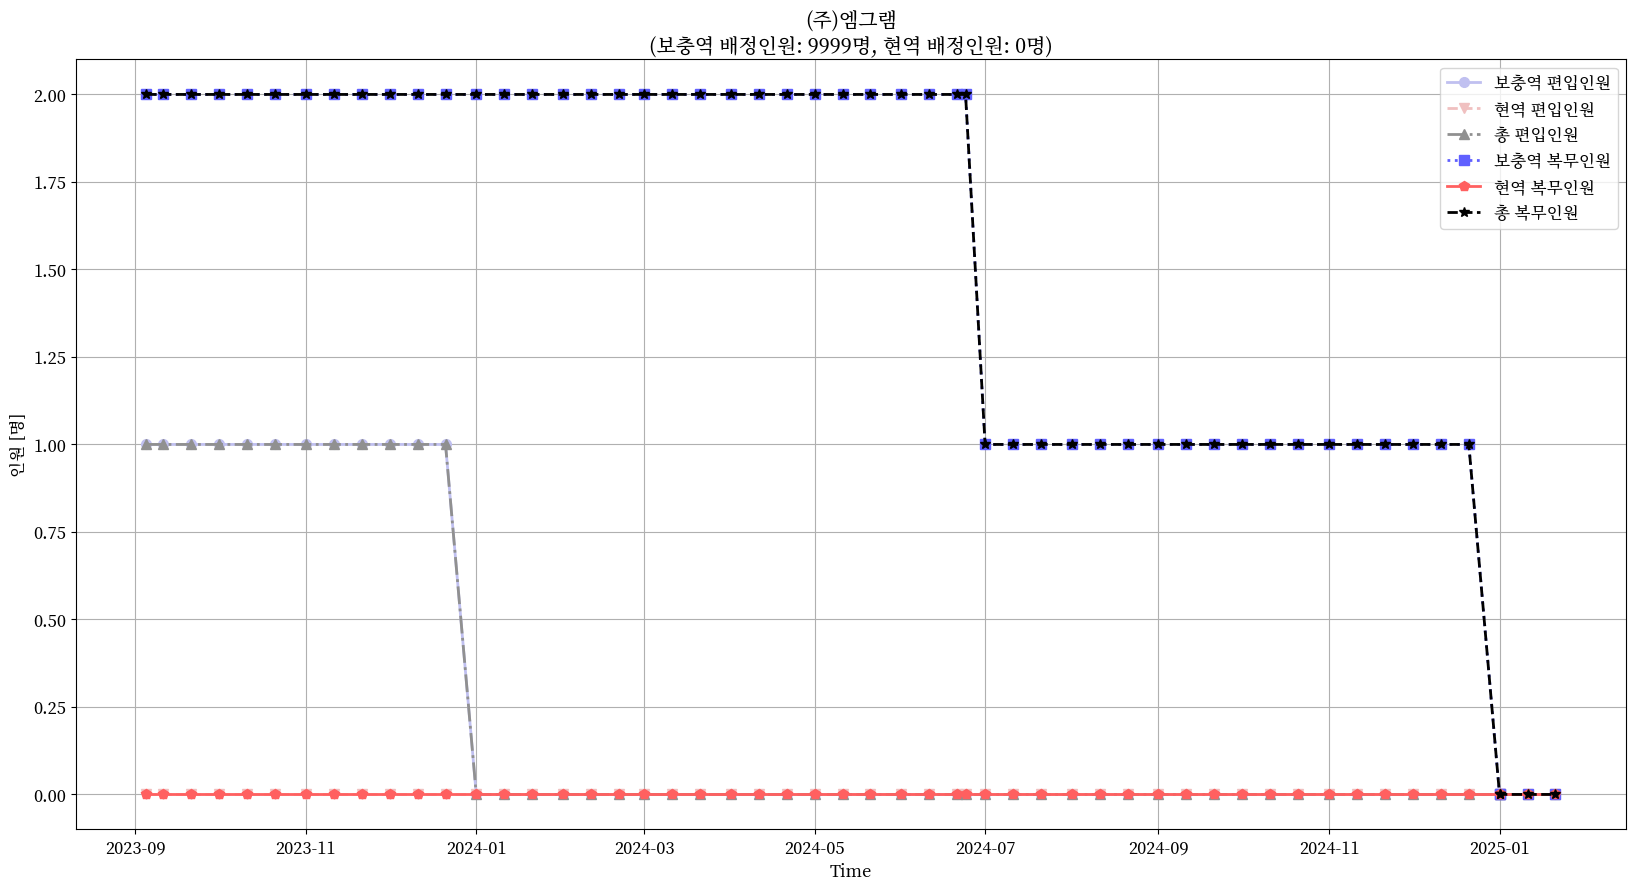 (주)엠그램
(보충역 배정인원: 9999명, 현역 배정인원: 0명)
보충역 편입인원
현역 편입인원
총 편입인원
보충역 복무인원
현역 복무인원
총 복무인원
인원 [명]
2.00
1.75
1.50
1.25
1.00
0.75
0.50
0.25
0.00
2023-09
2023-11
2024-01
2024-03
2024-05
2024-07
2024-09
2024-11
2025-01
Time